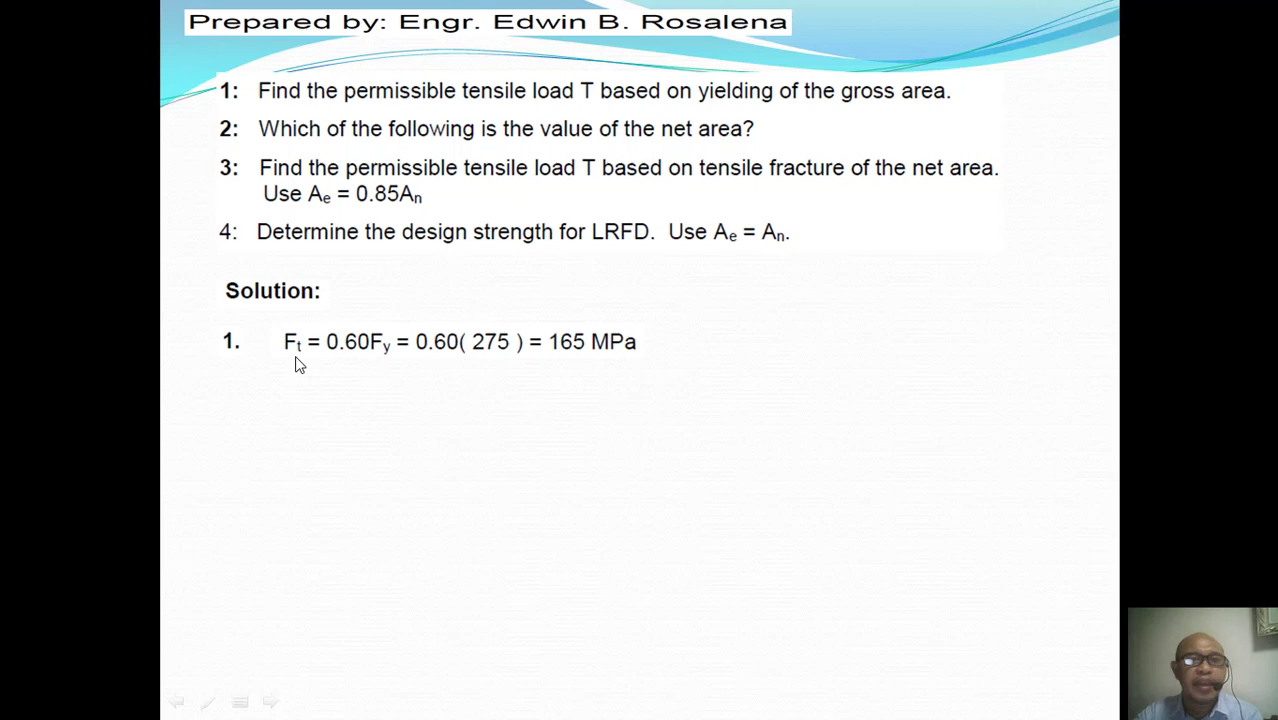 Prepared by: Engr. Edwin B. Rosalena
1: Find the permissible tensile load T based on yielding of the gross area.
2: Which of the following is the value of the net area?
3: Find the permissible tensile load T based on tensile fracture of the net area.
Use Ae = 0.85An
4: Determine the design strength for LRFD. Use Ae = An.
Solution:
1. Ft = 0.60Fy = 0.60( 275 ) = 165 MPa